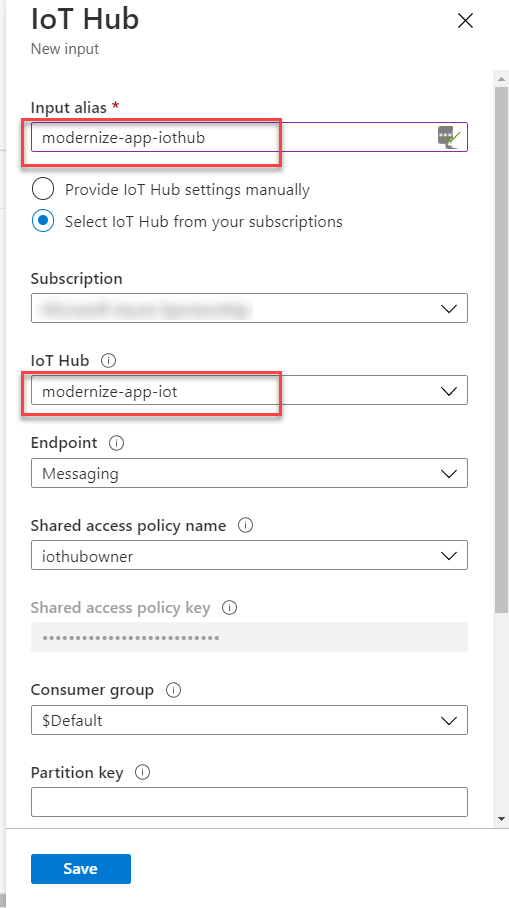 IoT Hub
New input
Input alias *
modernize-app-iothub
Provide IoT Hub settings manually
Select IoT Hub from your subscriptions
Subscription
IoT Hub
modernize-app-iot
Endpoint
Messaging
Shared access policy name
iothubowner
Shared access policy key
•••••••••••••••••••••••••••
Consumer group
$Default
Partition key
Save